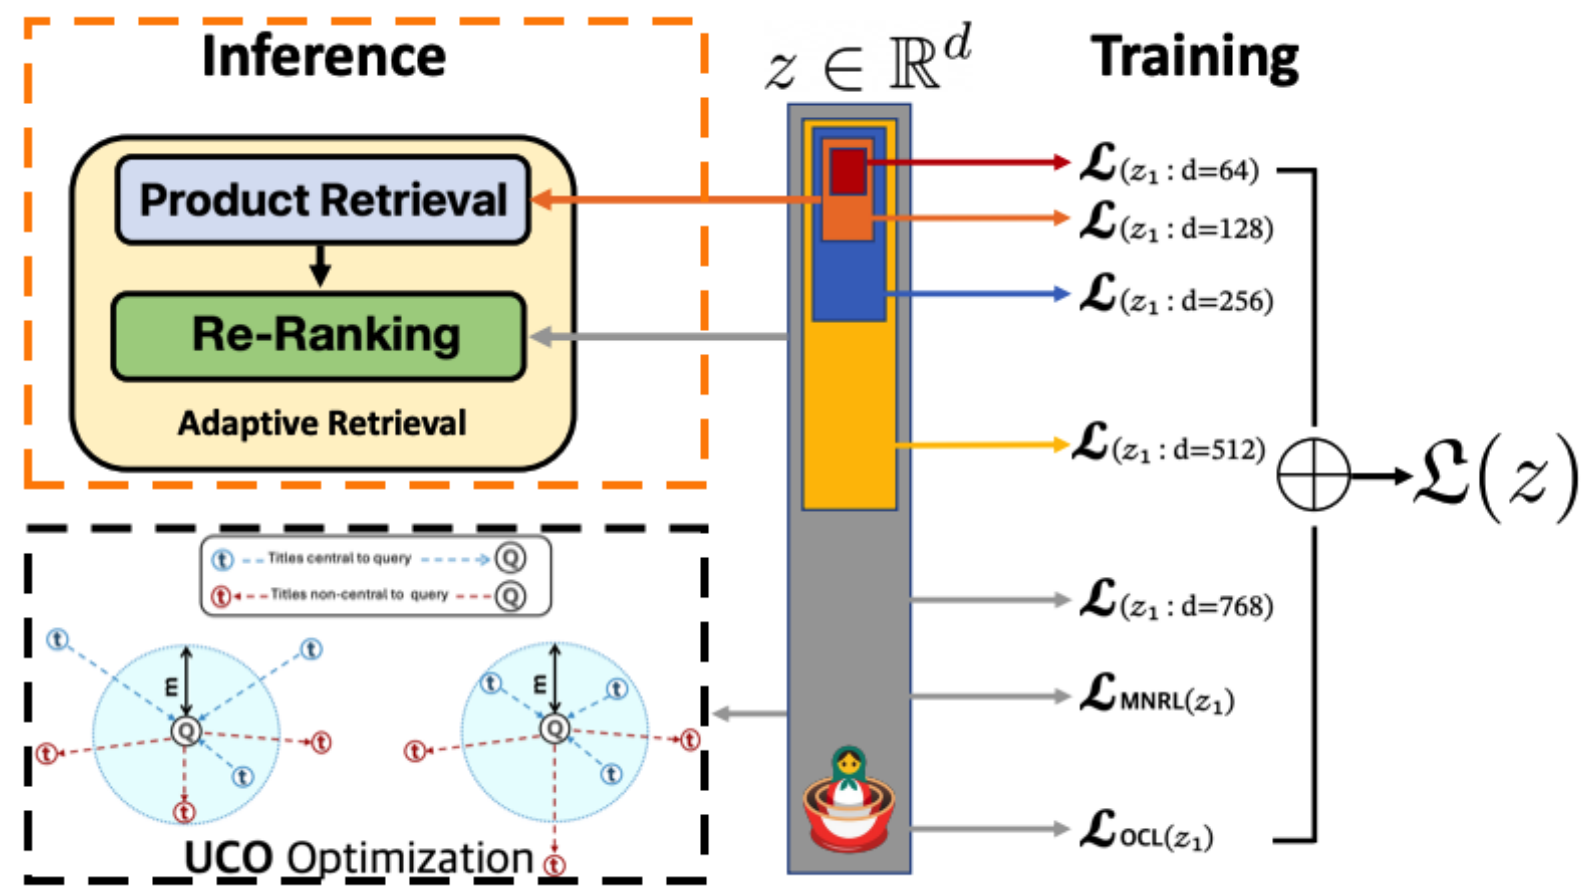 Inference
Product Retrieval
Re-Ranking
Adaptive Retrieval
t Titles central to query Q
t Titles non-central to query Q
t t t t t t m Q
t t t t t t m Q
UCO Optimization
z ∈ ℝ^d
Training
ℒ(z₁ : d=64)
ℒ(z₁ : d=128)
ℒ(z₁ : d=256)
ℒ(z₁ : d=512)
ℒ(z₁ : d=768)
ℒMNRL(z₁)
ℒOCL(z₁)
𝔏(z)